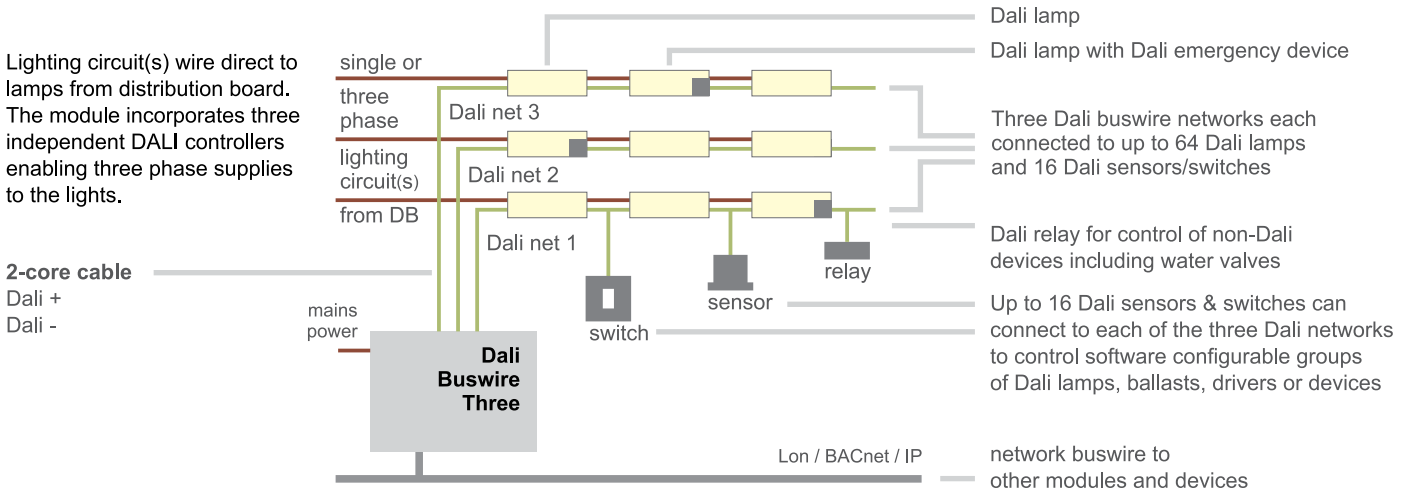 Lighting circuit(s) wire direct to
lamps from distribution board.
The module incorporates three
independent DALI controllers
enabling three phase supplies
to the lights.
2-core cable
Dali +
Dali -
single or
three
phase
lighting
circuit(s)
from DB
Dali net 3
Dali net 2
Dali net 1
mains
power
Dali
Buswire
Three
switch
sensor
relay
Lon / BACnet / IP
Dali lamp
Dali lamp with Dali emergency device
Three Dali buswire networks each
connected to up to 64 Dali lamps
and 16 Dali sensors/switches
Dali relay for control of non-Dali
devices including water valves
Up to 16 Dali sensors & switches can
connect to each of the three Dali networks
to control software configurable groups
of Dali lamps, ballasts, drivers or devices
network buswire to
other modules and devices